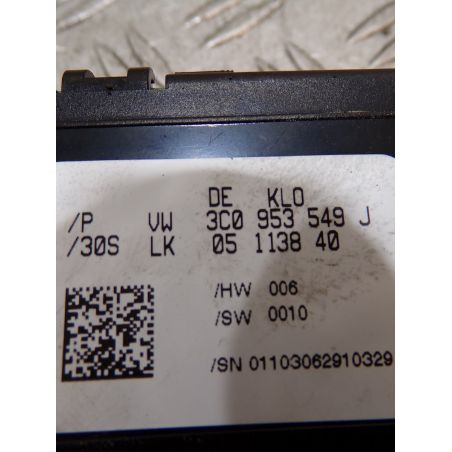 DE KLO
/P VW 3C0 953 549 J
/30S LK 05 1138 40
/HW 006
/SW 0010
/SN 01103062910329